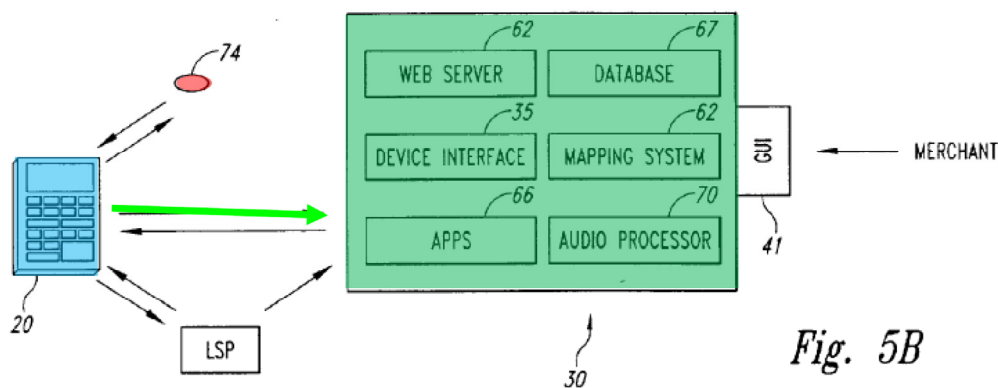 74
62
67
WEB SERVER
DATABASE
35
62
DEVICE INTERFACE
MAPPING SYSTEM
GUI
MERCHANT
66
70
APPS
AUDIO PROCESSOR
41
20
LSP
30
Fig. 5B